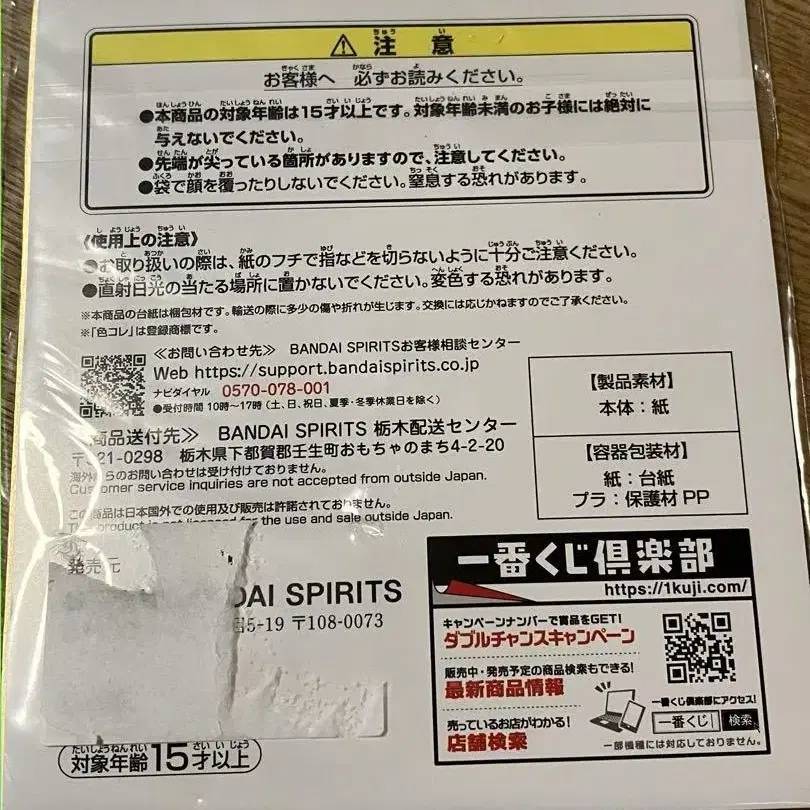 ⚠ 注意
お客様へ 必ずお読みください。
●本商品の対象年齢は15才以上です。対象年齢未満のお子様には絶対に
与えないでください。
●先端が尖っている箇所がありますので、注意してください。
●袋で顔を覆ったりしないでください。窒息する恐れがあります。
《使用上の注意》
●お取り扱いの際は、紙のフチで指などを切らないように十分ご注意ください。
●直射日光の当たる場所に置かないでください。変色する恐れがあります。
※本商品の台紙は梱包材です。輸送の際に多少の傷や折れが生じます。交換には応じかねますのでご了承ください。
※「色コレ」は登録商標です。
≪お問い合わせ先≫ BANDAI SPIRITSお客様相談センター
Web https://support.bandaispirits.co.jp
ナビダイヤル 0570-078-001
●受付時間 10時〜17時 (土、日、祝日、夏季・冬季休業日を除く)
商品送付先≫ BANDAI SPIRITS 栃木配送センター
〒321-0298 栃木県下都賀郡壬生町おもちゃのまち4-2-20
海外からのお問い合わせは受け付けておりません。
Customer service inquiries are not accepted from outside Japan.
この商品は日本国外での使用及び販売は許諾されておりません。
This product is not licensed for the use and sale outside Japan.
【製品素材】
本体：紙
【容器包装材】
紙：台紙
プラ：保護材 PP
発売元
DAI SPIRITS
5-19 〒108-0073
対象年齢15才以上
一番くじ倶楽部
https://1kuji.com/
キャンペーンナンバーで賞品をGET!
ダブルチャンスキャンペーン
販売中・発売予定の商品検索もできる!
最新商品情報
売っているお店がわかる!
店舗検索
一番くじ倶楽部にアクセス!
一番くじ 検索
一部機種には対応しておりません。